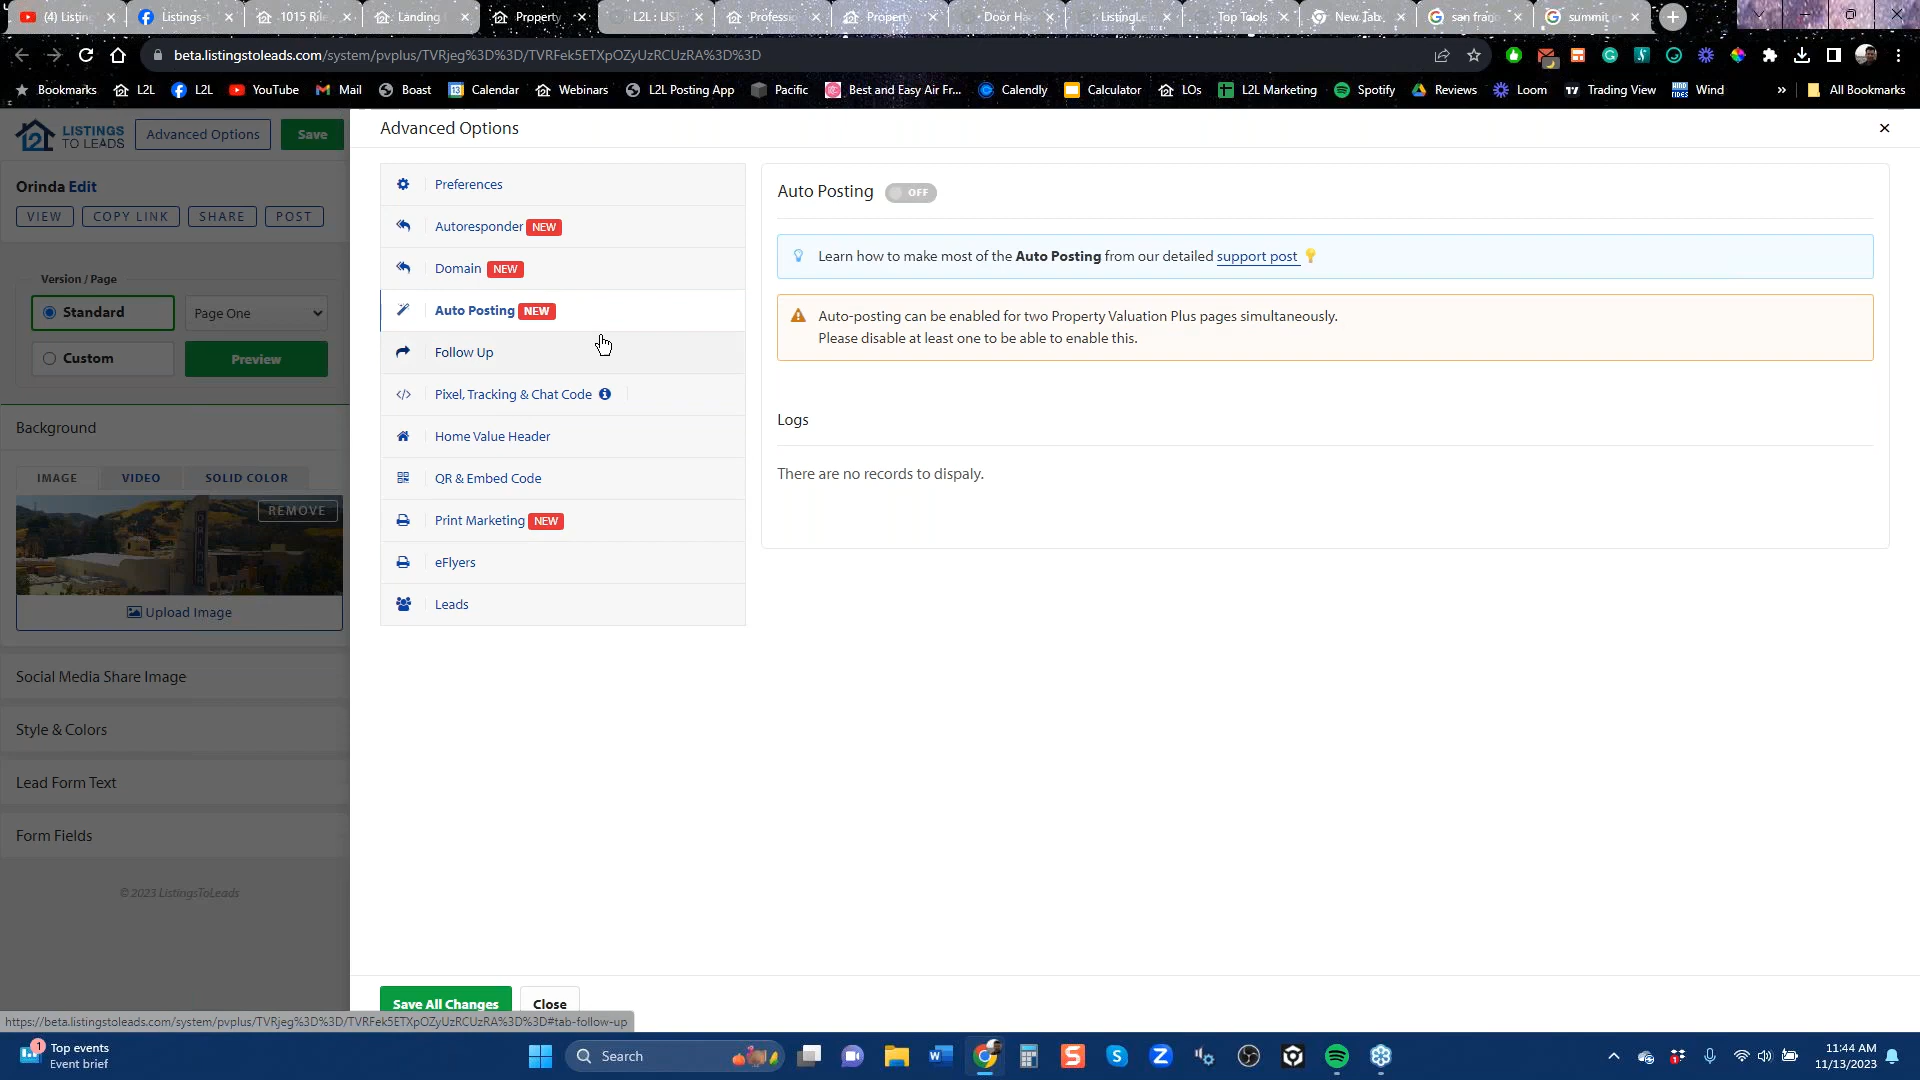 (4) Listing
Listings-t
1015 Rile
Landing
Property
L2L : LIS
Profession
Property
Door Ha
ListingLe
Top Tools
New Tab
san fran
summit
beta.listingstoleads.com/system/pvplus/TVRjeg%3D%3D/TVRFek5ETXpOZyUzRCUzRA%3D%3D
Bookmarks
L2L
L2L
YouTube
Mail
Boast
Calendar
Webinars
L2L Posting App
Pacific
Best and Easy Air Fr...
Calendly
Calculator
LOs
L2L Marketing
Spotify
Reviews
Loom
Trading View
Wind
»
All Bookmarks
L2L LISTINGS TO LEADS
Advanced Options
Save
Orinda Edit
VIEW
COPY LINK
SHARE
POST
Version / Page
Standard
Page One
Custom
Preview
Background
IMAGE
VIDEO
SOLID COLOR
REMOVE
ORINDA
Upload Image
Social Media Share Image
Style & Colors
Lead Form Text
Form Fields
© 2023 ListingsToLeads
Advanced Options
Preferences
Autoresponder NEW
Domain NEW
Auto Posting NEW
Follow Up
Pixel, Tracking & Chat Code
Home Value Header
QR & Embed Code
Print Marketing NEW
eFlyers
Leads
Auto Posting OFF
Learn how to make most of the Auto Posting from our detailed support post
Auto-posting can be enabled for two Property Valuation Plus pages simultaneously.
Please disable at least one to be able to enable this.
Logs
There are no records to dispaly.
Save All Changes
Close
https://beta.listingstoleads.com/system/pvplus/TVRjeg%3D%3D/TVRFek5ETXpOZyUzRCUzRA%3D%3D#tab-follow-up
1
Top events
Event brief
Search
11:44 AM
11/13/2023